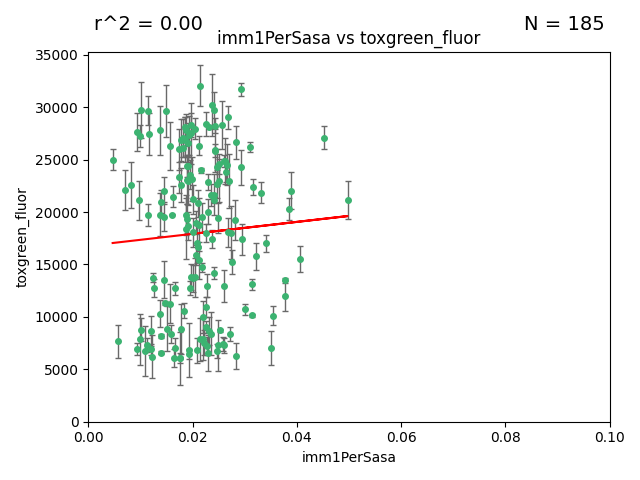 r^2 = 0.00
N = 185
imm1PerSasa vs toxgreen_fluor
35000
30000
25000
20000
15000
10000
5000
0
toxgreen_fluor
0.00
0.02
0.04
0.06
0.08
0.10
imm1PerSasa